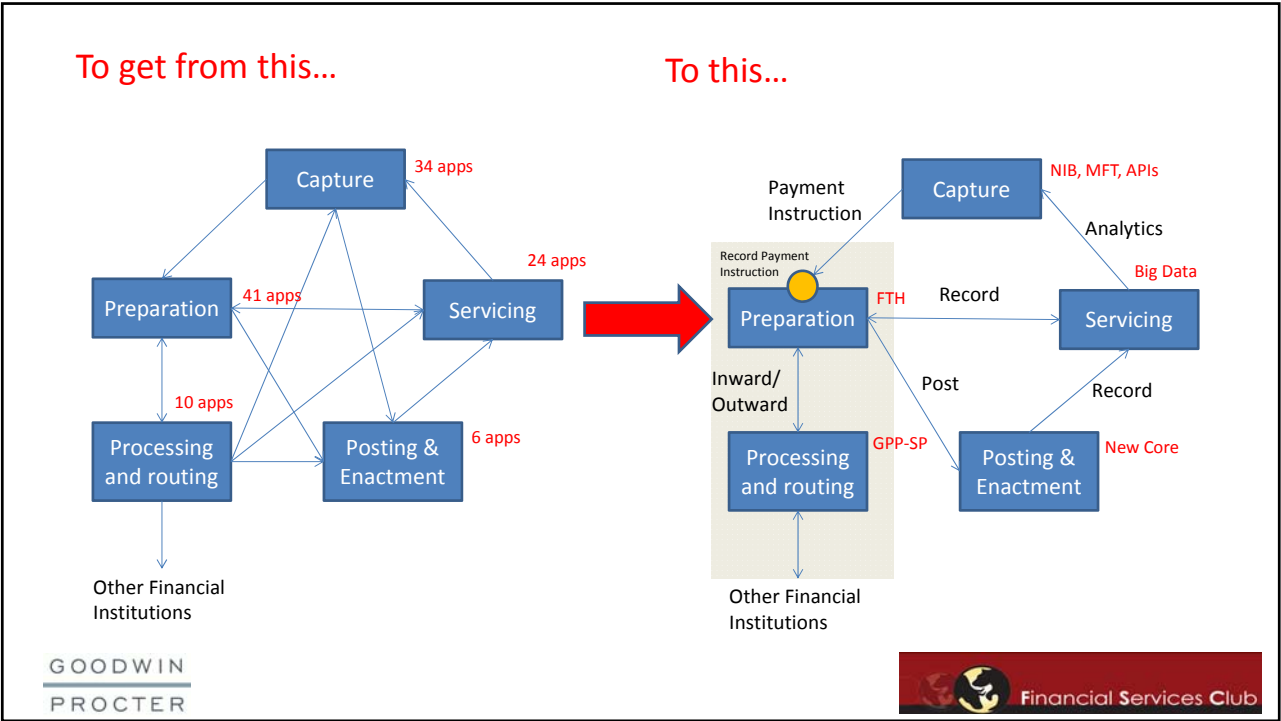 To get from this...
To this...
Capture
34 apps
24 apps
Preparation
41 apps
Servicing
10 apps
Processing
and routing
6 apps
Posting &
Enactment
Other Financial
Institutions
Payment
Instruction
Capture
NIB, MFT, APIs
Analytics
Record Payment
Instruction
Big Data
FTH
Record
Preparation
Servicing
Inward/
Outward
Post
Record
GPP-SP
Processing
and routing
Posting &
Enactment
New Core
Other Financial
Institutions
GOODWIN
PROCTER
Financial Services Club